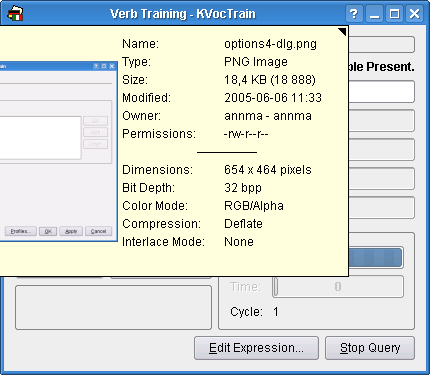 Verb Training - KVocTrain
ple Present.
Name: options4-dlg.png
Type: PNG Image
Size: 18,4 KB (18 888)
Modified: 2005-06-06 11:33
Owner: annma - annma
Permissions: -rw-r--r--
Dimensions: 654 x 464 pixels
Bit Depth: 32 bpp
Color Mode: RGB/Alpha
Compression: Deflate
Interlace Mode: None
Profiles... OK Apply Cancel
Time: 0
Cycle: 1
Edit Expression... Stop Query